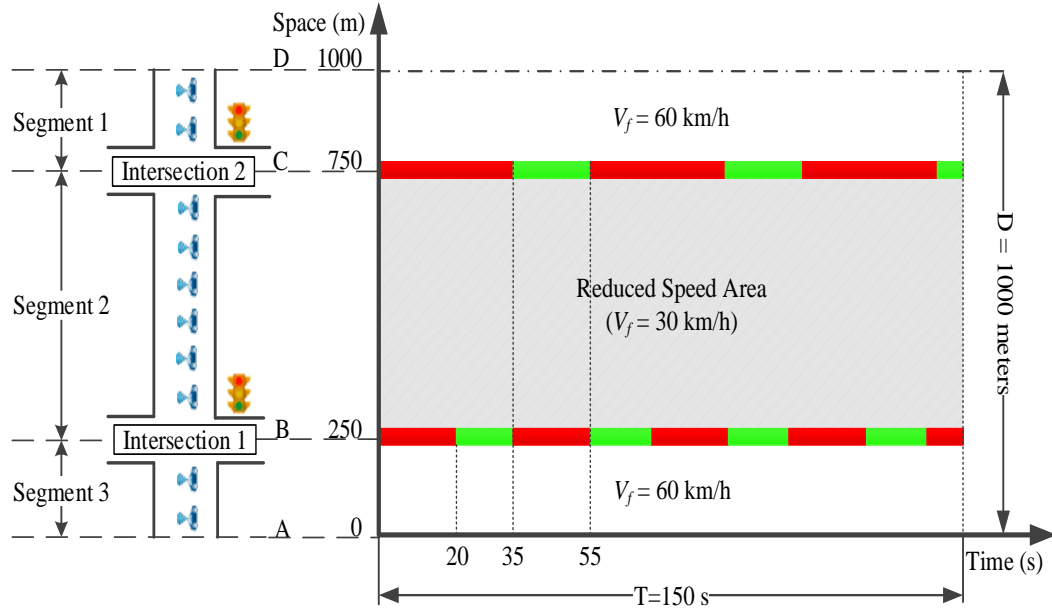 Space (m)
D 1000
Segment 1
V_f = 60 km/h
Intersection 2
C 750
Segment 2
Reduced Speed Area
(V_f = 30 km/h)
D = 1000 meters
Intersection 1
B 250
Segment 3
V_f = 60 km/h
A 0
20 35 55
Time (s)
T=150 s